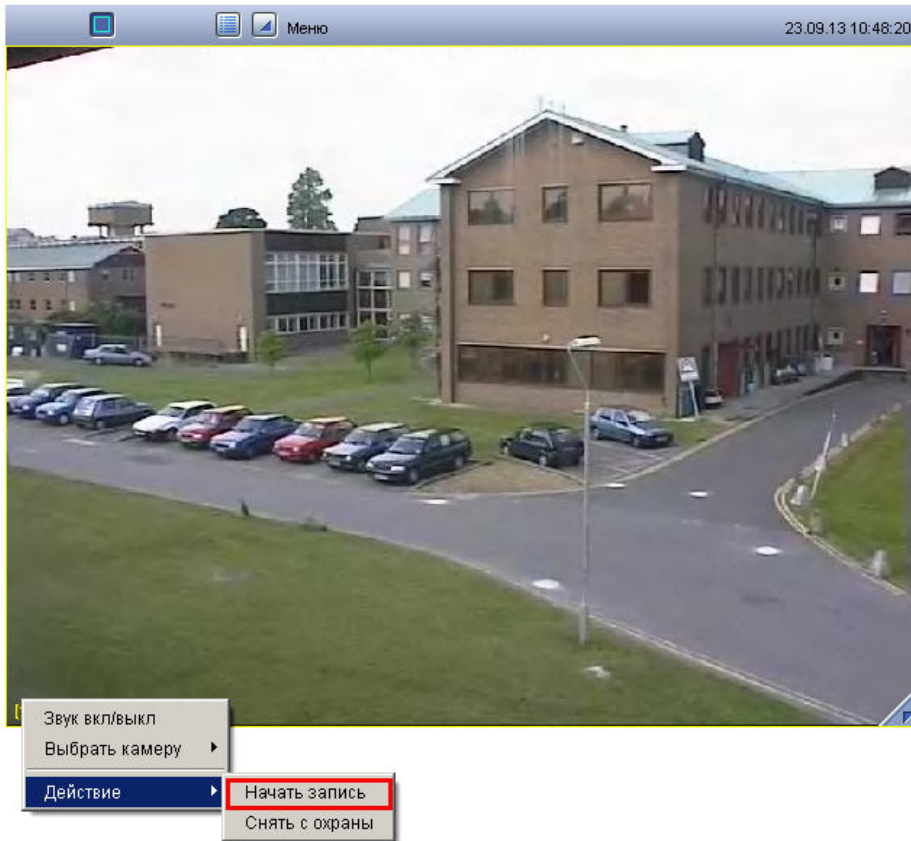 Меню
23.09.13 10:48:20
Звук вкл/выкл
Выбрать камеру
Действие
Начать запись
Снять с охраны